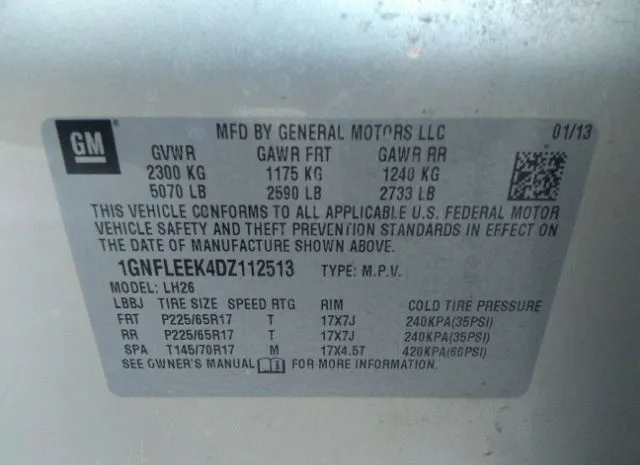 GM
MFD BY GENERAL MOTORS LLC 01/13
GVWR GAWR FRT GAWR RR
2300 KG 1175 KG 1240 KG
5070 LB 2590 LB 2733 LB
THIS VEHICLE CONFORMS TO ALL APPLICABLE U.S. FEDERAL MOTOR
VEHICLE SAFETY AND THEFT PREVENTION STANDARDS IN EFFECT ON
THE DATE OF MANUFACTURE SHOWN ABOVE.
1GNFLEEK4DZ112513 TYPE: M.P.V.
MODEL: LH26
LBBJ TIRE SIZE SPEED RTG RIM COLD TIRE PRESSURE
FRT P225/65R17 T 17X7J 240KPA(35PSI)
RR P225/65R17 T 17X7J 240KPA(35PSI)
SPA T145/70R17 M 17X4.5T 420KPA(60PSI)
SEE OWNER'S MANUAL FOR MORE INFORMATION.